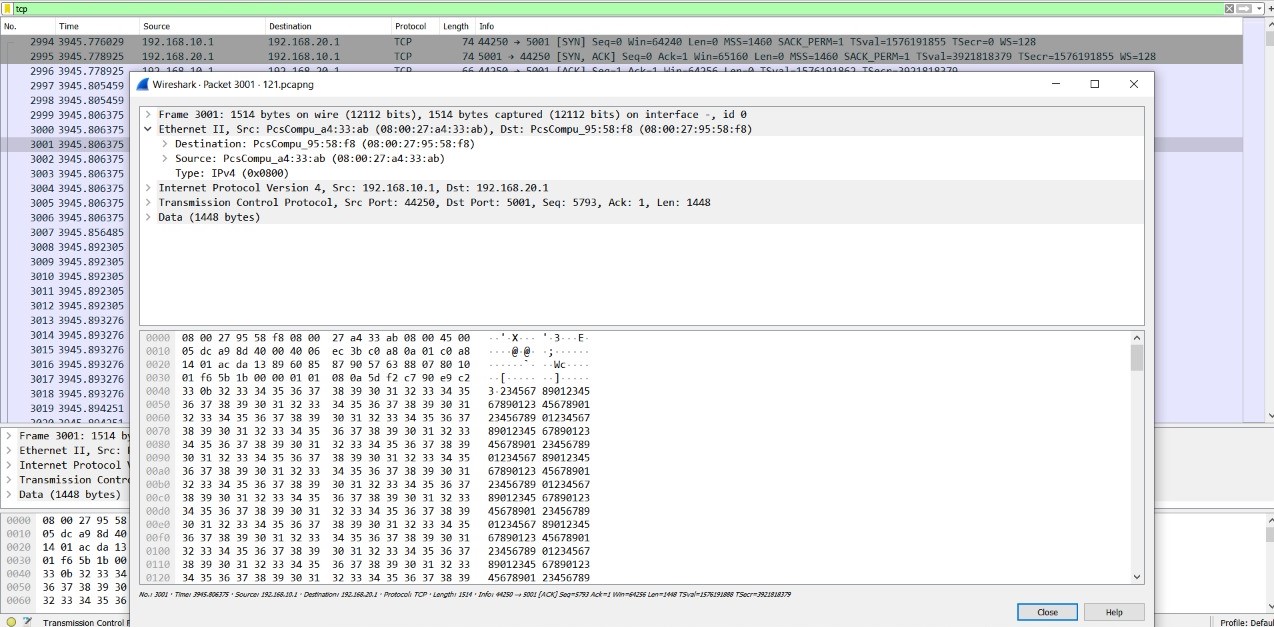 tcp
No. Time Source Destination Protocol Length Info
2994 3945.776029 192.168.10.1 192.168.20.1 TCP 74 44250 → 5001 [SYN] Seq=0 Win=64240 Len=0 MSS=1460 SACK_PERM=1 TSval=1576191855 TSecr=0 WS=128
2995 3945.778925 192.168.20.1 192.168.10.1 TCP 74 5001 → 44250 [SYN, ACK] Seq=0 Ack=1 Win=65160 Len=0 MSS=1460 SACK_PERM=1 TSval=3921818379 TSecr=1576191855 WS=128
2996 3945.778925 192.168.10.1 192.168.20.1 TCP 66 44250 → 5001 [ACK] Seq=1 Ack=1 Win=64256 Len=0 TSval=1576191862 TSecr=3921818379
2997 3945.805459
2998 3945.805459
2999 3945.806375
3000 3945.806375
3001 3945.806375
3002 3945.806375
3003 3945.806375
3004 3945.806375
3005 3945.806375
3006 3945.806375
3007 3945.856485
3008 3945.892305
3009 3945.892305
3010 3945.892305
3011 3945.892305
3012 3945.892305
3013 3945.893276
3014 3945.893276
3015 3945.893276
3016 3945.893276
3017 3945.893276
3018 3945.893276
3019 3945.894251
3020 3945.894251
Wireshark · Packet 3001 · 121.pcapng
Frame 3001: 1514 bytes on wire (12112 bits), 1514 bytes captured (12112 bits) on interface -, id 0
Ethernet II, Src: PcsCompu_a4:33:ab (08:00:27:a4:33:ab), Dst: PcsCompu_95:58:f8 (08:00:27:95:58:f8)
Destination: PcsCompu_95:58:f8 (08:00:27:95:58:f8)
Source: PcsCompu_a4:33:ab (08:00:27:a4:33:ab)
Type: IPv4 (0x0800)
Internet Protocol Version 4, Src: 192.168.10.1, Dst: 192.168.20.1
Transmission Control Protocol, Src Port: 44250, Dst Port: 5001, Seq: 5793, Ack: 1, Len: 1448
Data (1448 bytes)
0000 08 00 27 95 58 f8 08 00 27 a4 33 ab 08 00 45 00 ··'·X··· '·3···E·
0010 05 dc a9 8d 40 00 40 06 ec 3b c0 a8 0a 01 c0 a8 ····@·@· ·;······
0020 14 01 ac da 13 89 60 85 87 90 57 63 88 07 80 10 ······`· ··Wc····
0030 01 f6 5b 1b 00 00 01 01 08 0a 5d f2 c7 90 e9 c2 ··[····· ··]·····
0040 33 0b 32 33 34 35 36 37 38 39 30 31 32 33 34 35 3·234567 89012345
0050 36 37 38 39 30 31 32 33 34 35 36 37 38 39 30 31 67890123 45678901
0060 32 33 34 35 36 37 38 39 30 31 32 33 34 35 36 37 23456789 01234567
0070 38 39 30 31 32 33 34 35 36 37 38 39 30 31 32 33 89012345 67890123
0080 34 35 36 37 38 39 30 31 32 33 34 35 36 37 38 39 45678901 23456789
0090 30 31 32 33 34 35 36 37 38 39 30 31 32 33 34 35 01234567 89012345
00a0 36 37 38 39 30 31 32 33 34 35 36 37 38 39 30 31 67890123 45678901
00b0 32 33 34 35 36 37 38 39 30 31 32 33 34 35 36 37 23456789 01234567
00c0 38 39 30 31 32 33 34 35 36 37 38 39 30 31 32 33 89012345 67890123
00d0 34 35 36 37 38 39 30 31 32 33 34 35 36 37 38 39 45678901 23456789
00e0 30 31 32 33 34 35 36 37 38 39 30 31 32 33 34 35 01234567 89012345
00f0 36 37 38 39 30 31 32 33 34 35 36 37 38 39 30 31 67890123 45678901
0100 32 33 34 35 36 37 38 39 30 31 32 33 34 35 36 37 23456789 01234567
0110 38 39 30 31 32 33 34 35 36 37 38 39 30 31 32 33 89012345 67890123
0120 34 35 36 37 38 39 30 31 32 33 34 35 36 37 38 39 45678901 23456789
No.: 3001 · Time: 3945.806375 · Source: 192.168.10.1 · Destination: 192.168.20.1 · Protocol: TCP · Length: 1514 · Info: 44250 → 5001 [ACK] Seq=5793 Ack=1 Win=64256 Len=1448 TSval=1576191888 TSecr=3921818379
Close Help
Frame 3001: 1514 by
Ethernet II, Src:
Internet Protocol
Transmission Contr
Data (1448 bytes)
0000 08 00 27 95 58
0010 05 dc a9 8d 40
0020 14 01 ac da 13
0030 01 f6 5b 1b 00
0040 33 0b 32 33 34
0050 36 37 38 39 30
0060 32 33 34 35 36
Transmission Control Profile: Defau